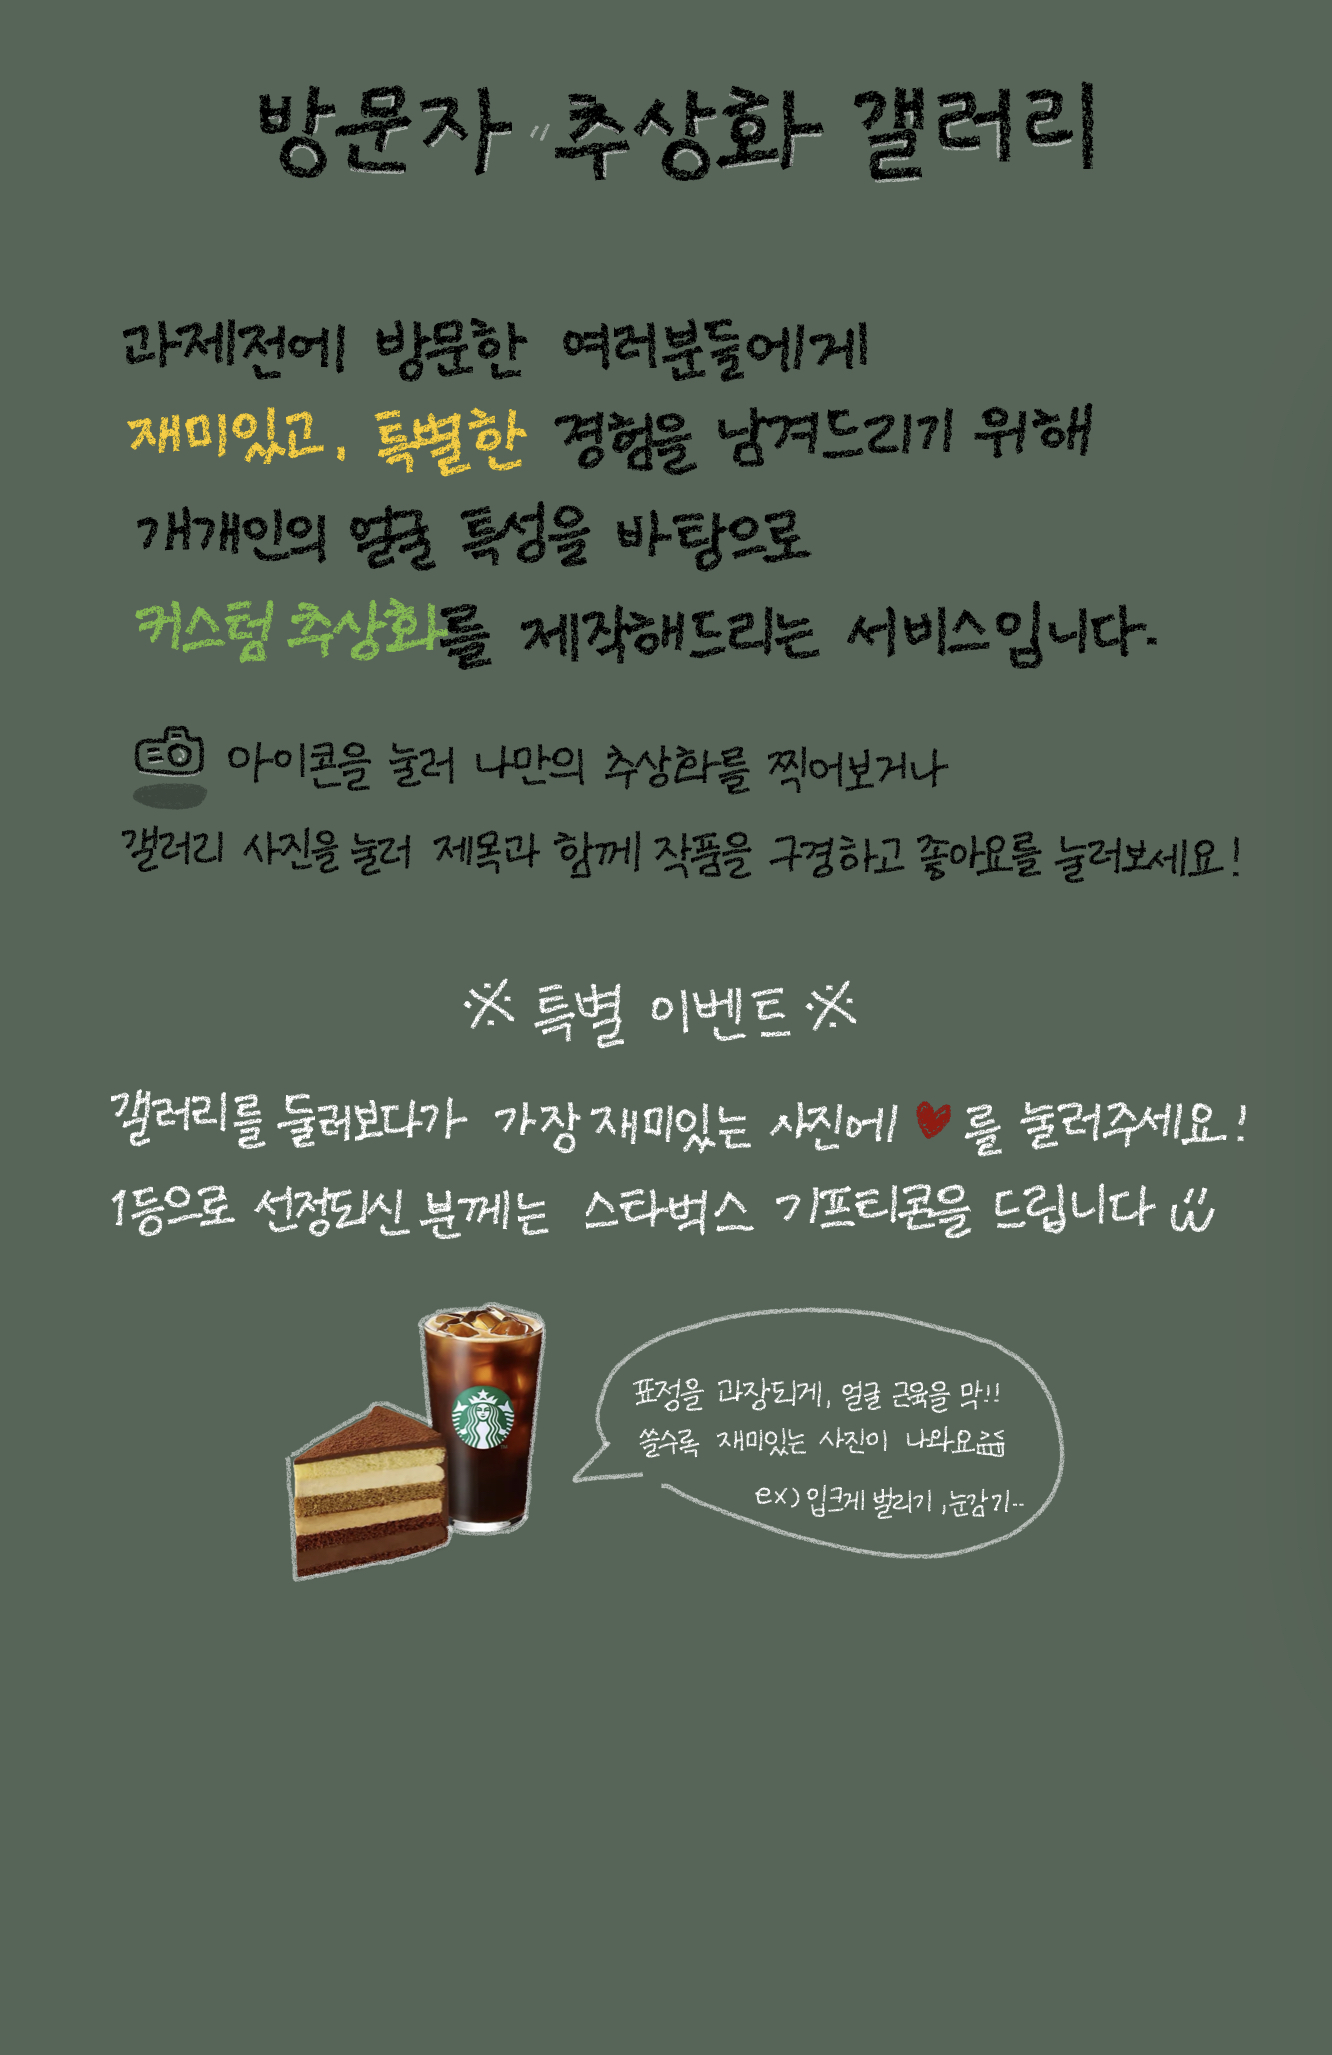 방문자 " 추상화 갤러리
과제전에 방문한 여러분들에게
재미있고, 특별한 경험을 남겨드리기 위해
개개인의 얼굴 특성을 바탕으로
커스텀 추상화를 제작해드리는 서비스입니다.
아이콘을 눌러 나만의 추상화를 찍어보거나
갤러리 사진을 눌러 제목과 함께 작품을 구경하고 좋아요를 눌러보세요!
※ 특별 이벤트 ※
갤러리를 둘러보다가 가장 재미있는 사진에 ♥ 를 눌러주세요!
1등으로 선정되신 분께는 스타벅스 기프티콘을 드립니다
표정을 과장되게, 얼굴 근육을 막!!
쓸수록 재미있는 사진이 나와요
ex) 입크게 벌리기, 눈감기..